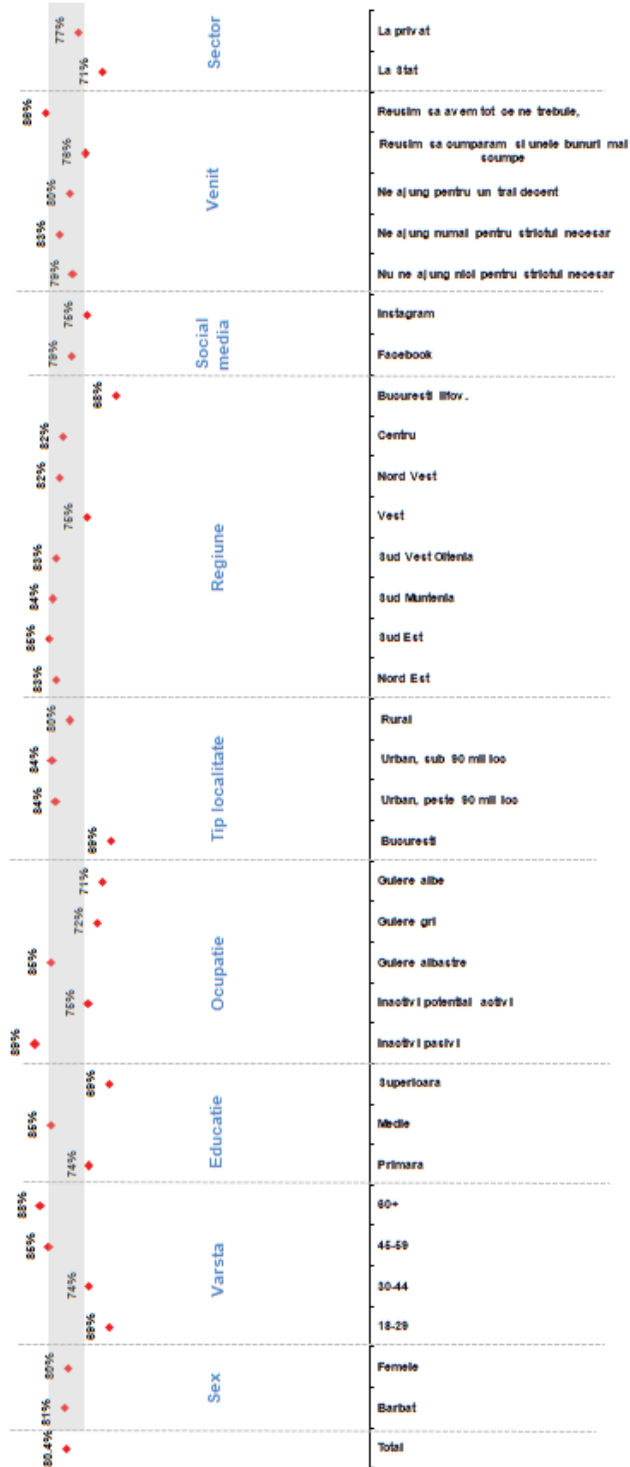 77%
La privat
Sector
71%
La Stat
86%
Reusim sa avem tot ce ne trebuie,
76%
Reusim sa cumparam si unele bunuri mai
scumpe
Venit
80%
Ne ajung pentru un trai decent
83%
Ne ajung numai pentru strictul necesar
79%
Nu ne ajung nici pentru strictul necesar
75%
Instagram
Social
media
79%
Facebook
68%
Bucuresti Ilfov.
82%
Centru
82%
Nord Vest
75%
Vest
Regiune
83%
Sud Vest Oltenia
84%
Sud Muntenia
85%
Sud Est
83%
Nord Est
80%
Rural
84%
Urban, sub 90 mil loc
Tip localitate
84%
Urban, peste 90 mil loc
69%
Bucuresti
71%
Gulere albe
72%
Gulere gri
Ocupatie
85%
Gulere albastre
75%
Inactivi potential activi
89%
Inactivi pasivi
69%
Superioara
Educatie
85%
Medie
74%
Primara
88%
60+
85%
45-59
Varsta
74%
30-44
69%
18-29
80%
Femeie
Sex
81%
Barbat
80.4%
Total